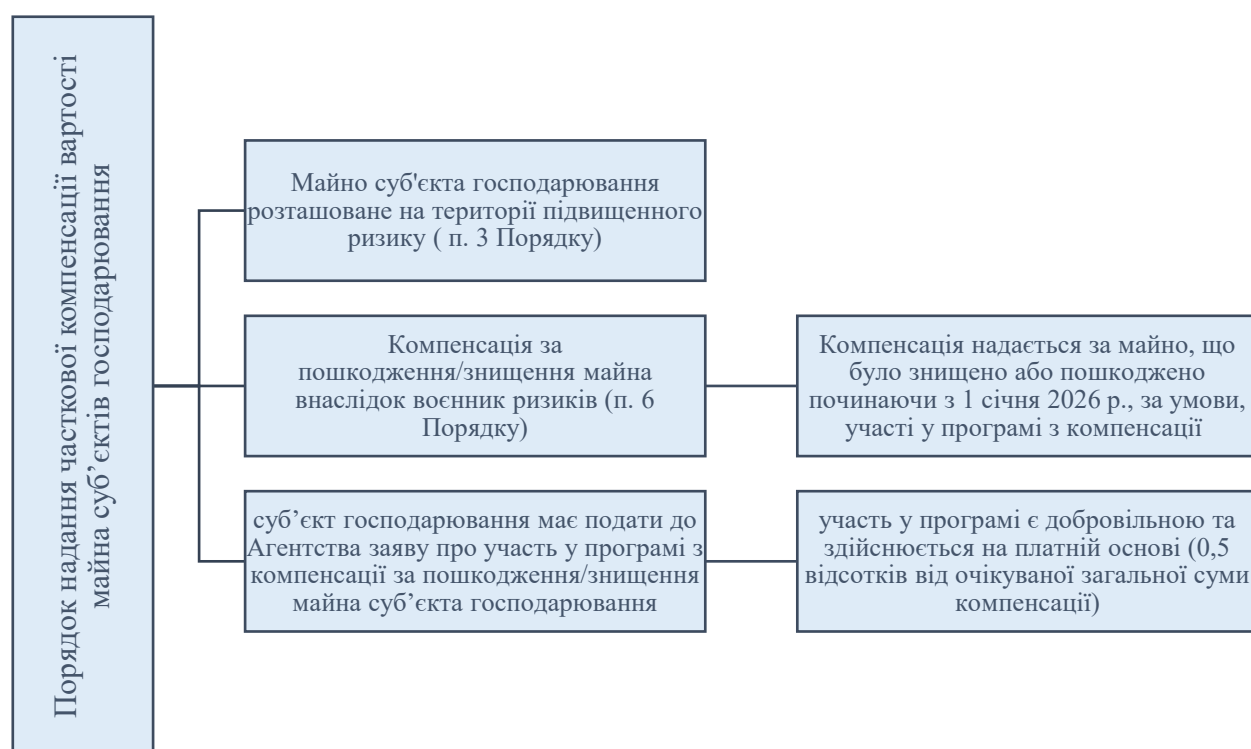 Порядок надання часткової компенсації вартості
майна суб’єктів господарювання
Майно суб'єкта господарювання
розташоване на території підвищенного
ризику ( п. 3 Порядку)
Компенсація за
пошкодження/знищення майна
внаслідок воєнник ризиків (п. 6
Порядку)
Компенсація надається за майно, що
було знищено або пошкоджено
починаючи з 1 січня 2026 р., за умови,
участі у програмі з компенсації
суб’єкт господарювання має подати до
Агентства заяву про участь у програмі з
компенсації за пошкодження/знищення
майна суб’єкта господарювання
участь у програмі є добровільною та
здійснюється на платній основі (0,5
відсотків від очікуваної загальної суми
компенсації)